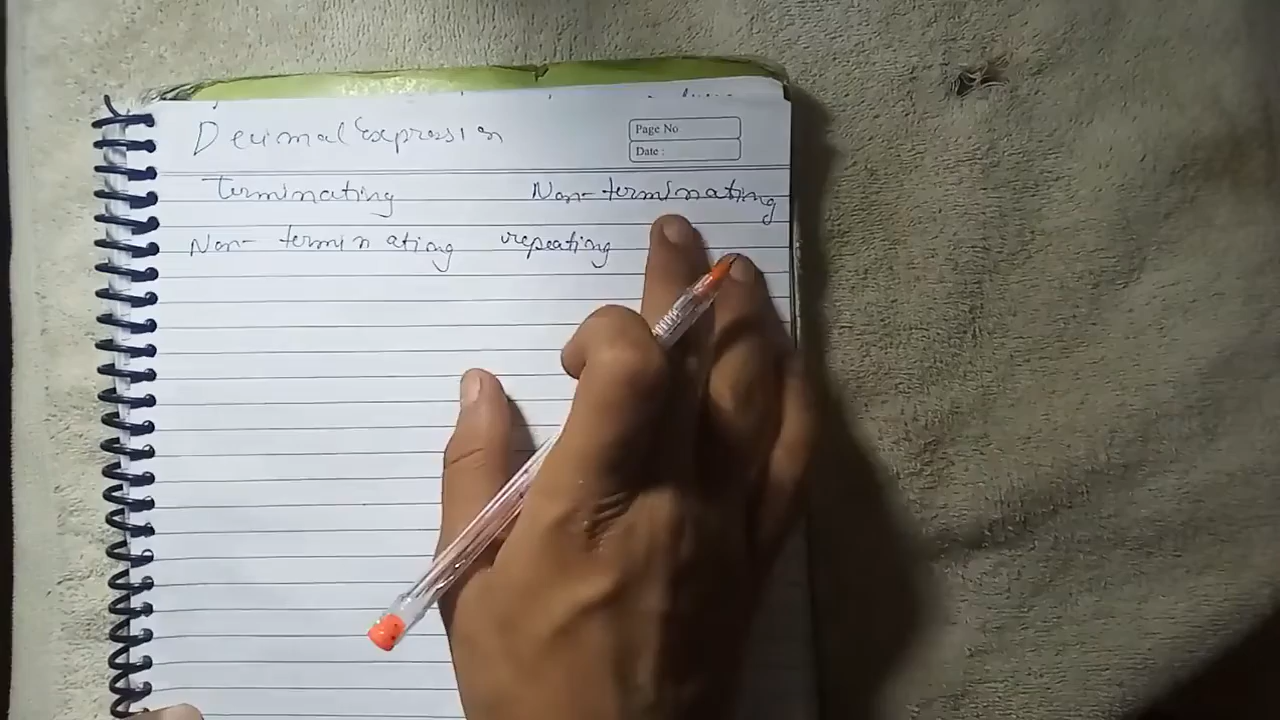 Decimal Expression
Page No
Date :
Terminating Non-terminating
Non-terminating repeating